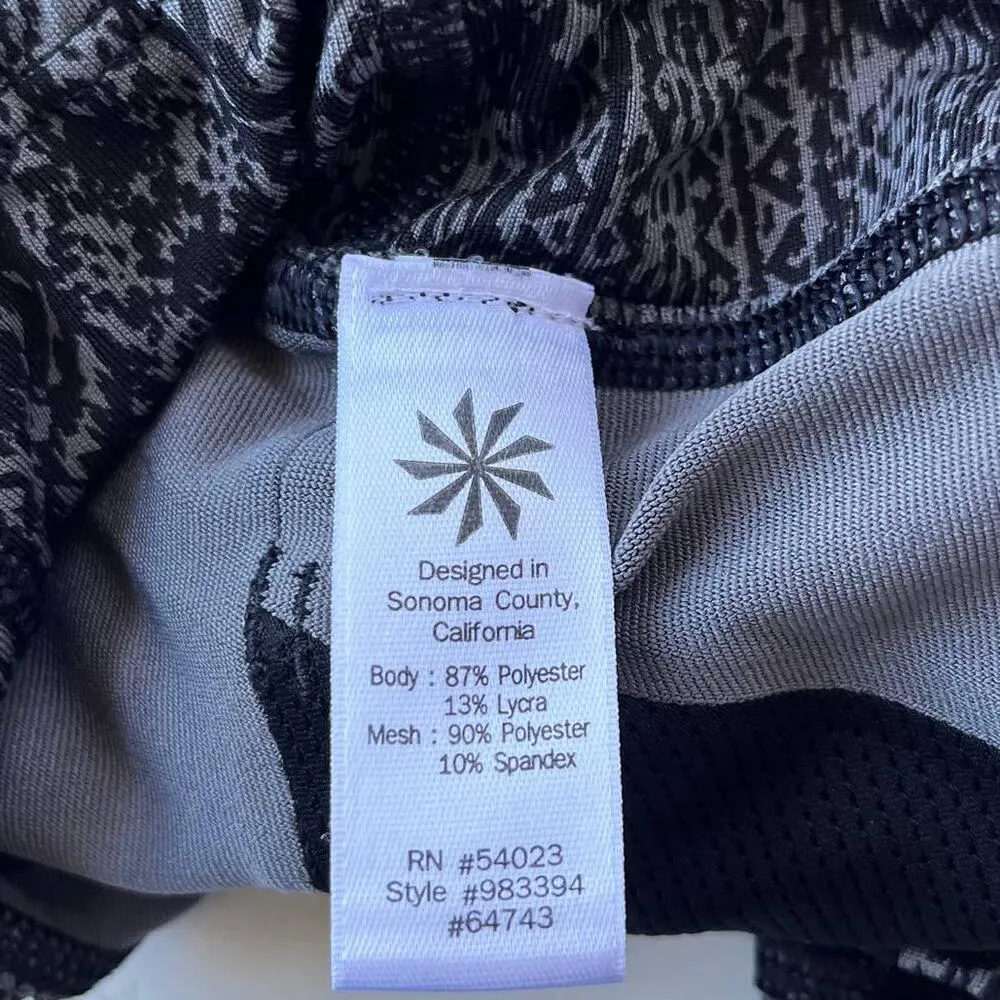 Designed in
Sonoma County,
California
Body : 87% Polyester
13% Lycra
Mesh : 90% Polyester
10% Spandex
RN #54023
Style #983394
#64743